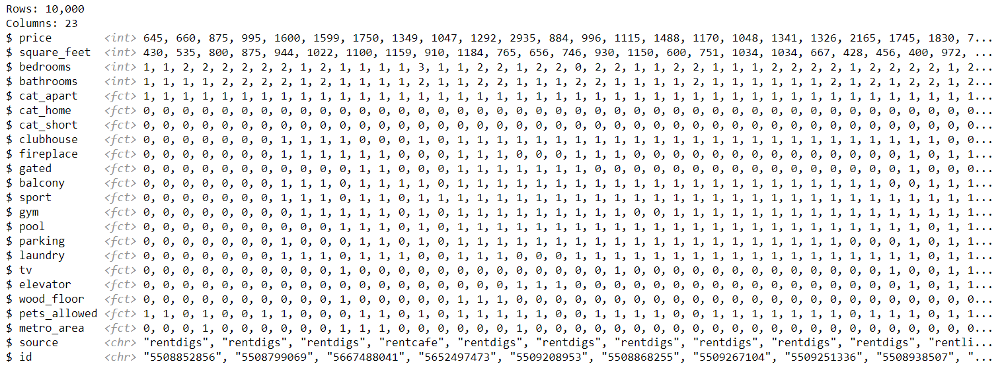 Rows: 10,000
Columns: 23
$ price <int> 645, 660, 875, 995, 1600, 1599, 1750, 1349, 1047, 1292, 2935, 884, 996, 1115, 1488, 1170, 1048, 1341, 1326, 2165, 1745, 1830, 7...
$ square_feet <int> 430, 535, 800, 875, 944, 1022, 1100, 1159, 910, 1184, 765, 656, 746, 930, 1150, 600, 751, 1034, 1034, 667, 428, 456, 400, 972, ...
$ bedrooms <int> 1, 1, 2, 2, 2, 2, 2, 2, 1, 2, 1, 1, 1, 1, 3, 1, 1, 2, 2, 1, 2, 2, 0, 2, 2, 1, 1, 2, 2, 1, 1, 1, 2, 2, 2, 2, 1, 2, 2, 2, 2, 1, 2...
$ bathrooms <int> 1, 1, 1, 1, 2, 2, 2, 2, 1, 2, 1, 1, 1, 1, 2, 1, 1, 2, 2, 1, 1, 1, 2, 2, 1, 1, 1, 1, 2, 1, 1, 1, 1, 1, 1, 2, 1, 2, 1, 2, 2, 1, 2...
$ cat_apart <fct> 1, 1, 1, 1, 1, 1, 1, 1, 1, 1, 1, 1, 1, 1, 1, 1, 1, 1, 1, 1, 1, 1, 1, 1, 1, 1, 1, 1, 1, 1, 1, 1, 1, 1, 1, 1, 1, 1, 1, 1, 1, 1, 1...
$ cat_home <fct> 0, 0, 0, 0, 0, 0, 0, 0, 0, 0, 0, 0, 0, 0, 0, 0, 0, 0, 0, 0, 0, 0, 0, 0, 0, 0, 0, 0, 0, 0, 0, 0, 0, 0, 0, 0, 0, 0, 0, 0, 0, 0, 0...
$ cat_short <fct> 0, 0, 0, 0, 0, 0, 0, 0, 0, 0, 0, 0, 0, 0, 0, 0, 0, 0, 0, 0, 0, 0, 0, 0, 0, 0, 0, 0, 0, 0, 0, 0, 0, 0, 0, 0, 0, 0, 0, 0, 0, 0, 0...
$ clubhouse <fct> 0, 0, 0, 0, 0, 0, 0, 1, 1, 1, 1, 0, 0, 0, 1, 0, 1, 1, 1, 1, 1, 1, 1, 1, 1, 1, 1, 1, 1, 1, 1, 1, 1, 1, 1, 1, 1, 1, 1, 1, 1, 0, 0...
$ fireplace <fct> 0, 0, 0, 0, 0, 0, 0, 1, 1, 1, 1, 1, 1, 0, 0, 0, 1, 1, 1, 0, 0, 0, 1, 1, 1, 0, 0, 0, 0, 0, 0, 0, 0, 0, 0, 0, 0, 0, 0, 1, 0, 1, 1...
$ gated <fct> 0, 0, 0, 0, 0, 0, 0, 0, 0, 0, 0, 1, 1, 0, 0, 0, 1, 1, 1, 1, 1, 1, 1, 0, 0, 0, 0, 0, 0, 0, 0, 0, 0, 0, 0, 0, 0, 0, 0, 1, 0, 0, 0...
$ balcony <fct> 0, 0, 0, 0, 0, 0, 0, 1, 1, 1, 0, 1, 1, 1, 1, 0, 1, 1, 1, 1, 1, 1, 1, 1, 1, 1, 1, 1, 1, 1, 1, 1, 1, 1, 1, 1, 1, 1, 0, 0, 1, 1, 1...
$ sport <fct> 0, 0, 0, 0, 0, 0, 0, 1, 1, 1, 0, 1, 1, 0, 1, 1, 1, 1, 1, 1, 1, 1, 1, 1, 1, 1, 1, 1, 1, 1, 1, 1, 1, 1, 1, 1, 1, 1, 1, 1, 1, 1, 1...
$ gym <fct> 0, 0, 0, 0, 0, 0, 0, 0, 1, 1, 1, 1, 1, 0, 1, 0, 1, 1, 1, 1, 1, 1, 1, 1, 1, 0, 0, 1, 1, 1, 1, 1, 1, 1, 1, 1, 1, 1, 1, 1, 1, 1, 1...
$ pool <fct> 0, 0, 0, 0, 0, 0, 0, 0, 0, 0, 1, 1, 1, 0, 1, 0, 1, 1, 1, 1, 1, 1, 1, 1, 1, 1, 1, 1, 1, 1, 1, 1, 1, 1, 1, 1, 1, 1, 1, 1, 0, 1, 1...
$ parking <fct> 0, 0, 0, 0, 0, 0, 0, 1, 0, 0, 1, 1, 0, 1, 0, 1, 1, 1, 1, 1, 1, 1, 1, 1, 1, 1, 1, 1, 1, 1, 1, 1, 1, 1, 1, 1, 0, 0, 0, 1, 0, 1...
$ laundry <fct> 0, 0, 0, 0, 0, 0, 0, 1, 1, 1, 0, 1, 1, 1, 0, 0, 1, 1, 1, 0, 0, 0, 1, 1, 1, 1, 1, 1, 1, 1, 1, 1, 1, 1, 1, 1, 1, 1, 1, 1, 0, 1, 1...
$ tv <fct> 0, 0, 0, 0, 0, 0, 0, 0, 0, 0, 1, 0, 0, 0, 0, 0, 0, 0, 0, 0, 0, 0, 0, 0, 1, 0, 0, 0, 0, 0, 0, 0, 0, 0, 0, 0, 0, 0, 1, 0, 0, 1, 1...
$ elevator <fct> 0, 0, 0, 0, 0, 0, 0, 0, 0, 0, 0, 0, 0, 0, 0, 0, 0, 0, 0, 1, 1, 1, 0, 0, 0, 0, 0, 0, 0, 0, 0, 0, 0, 0, 0, 0, 0, 0, 0, 1, 0, 1, 1...
$ wood_floor <fct> 0, 0, 0, 0, 0, 0, 0, 0, 0, 0, 1, 1, 0, 0, 0, 0, 1, 1, 1, 0, 0, 0, 0, 0, 0, 0, 0, 0, 0, 0, 0, 0, 0, 0, 0, 0, 0, 0, 0, 0, 0, 0, 0...
$ pets_allowed <fct> 1, 1, 0, 1, 0, 0, 1, 1, 0, 0, 0, 1, 1, 0, 1, 0, 1, 1, 1, 1, 1, 0, 0, 1, 1, 1, 1, 0, 0, 1, 1, 1, 1, 1, 1, 1, 0, 1, 1, 1, 0, 1, 1...
$ metro_area <fct> 0, 0, 0, 1, 0, 0, 0, 0, 0, 0, 1, 1, 1, 0, 0, 0, 0, 0, 0, 1, 0, 0, 0, 0, 0, 0, 0, 0, 0, 0, 0, 0, 0, 0, 0, 0, 0, 0, 0, 0, 0, 0, 0...
$ source <chr> "rentdigs", "rentdigs", "rentdigs", "rentcafe", "rentdigs", "rentdigs", "rentdigs", "rentdigs", "rentdigs", "rentdigs", "rentli...
$ id <chr> "5508852856", "5508799069", "5667488041", "5652497473", "5509208953", "5508868255", "5509267104", "5509251336", "5508938507", "...